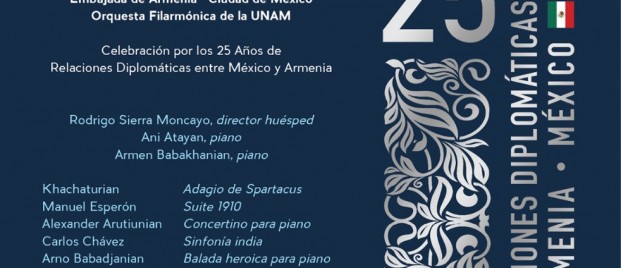 Embajada de Armenia - Ciudad de México
Orquesta Filarmónica de la UNAM
Celebración por los 25 Años de
Relaciones Diplomáticas entre México y Armenia
Rodrigo Sierra Moncayo, director huésped
Ani Atayan, piano
Armen Babakhanian, piano
Khachaturian Adagio de Spartacus
Manuel Esperón Suite 1910
Alexander Arutiunian Concertino para piano
Carlos Chávez Sinfonía india
Arno Babadjanian Balada heroica para piano
25
IONES DIPLOMÁTICAS
MENIA • MÉXICO